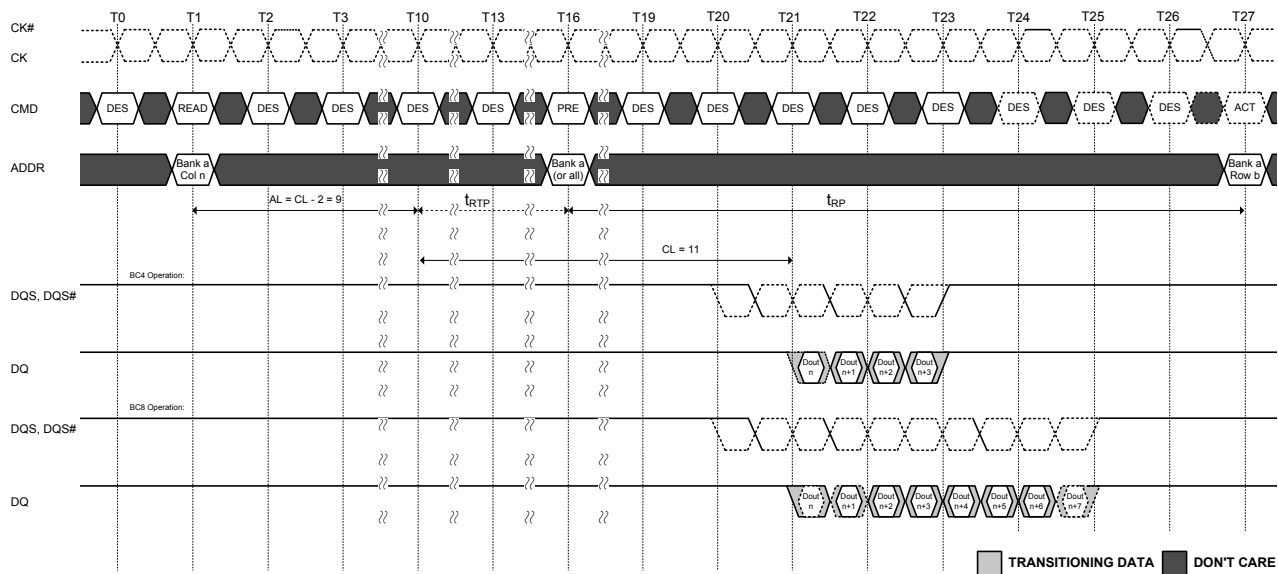 T0 T1 T2 T3 T10 T13 T16 T19 T20 T21 T22 T23 T24 T25 T26 T27
CK#
CK
CMD DES READ DES DES DES DES PRE DES DES DES DES DES DES DES DES ACT
ADDR Bank a Col n Bank a (or all) Bank a Row b
AL = CL - 2 = 9 tRTP tRP
CL = 11
BC4 Operation:
DQS, DQS#
DQ Dout n Dout n+1 Dout n+2 Dout n+3
BC8 Operation:
DQS, DQS#
DQ Dout n Dout n+1 Dout n+2 Dout n+3 Dout n+4 Dout n+5 Dout n+6 Dout n+7
TRANSITIONING DATA DON'T CARE